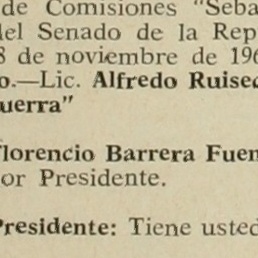 de Comisiones "Seba
del Senado de la Rep
8 de noviembre de 196
o.—Lic. Alfredo Ruisec
uerra"
lorencio Barrera Fuen
or Presidente.
Presidente: Tiene usted